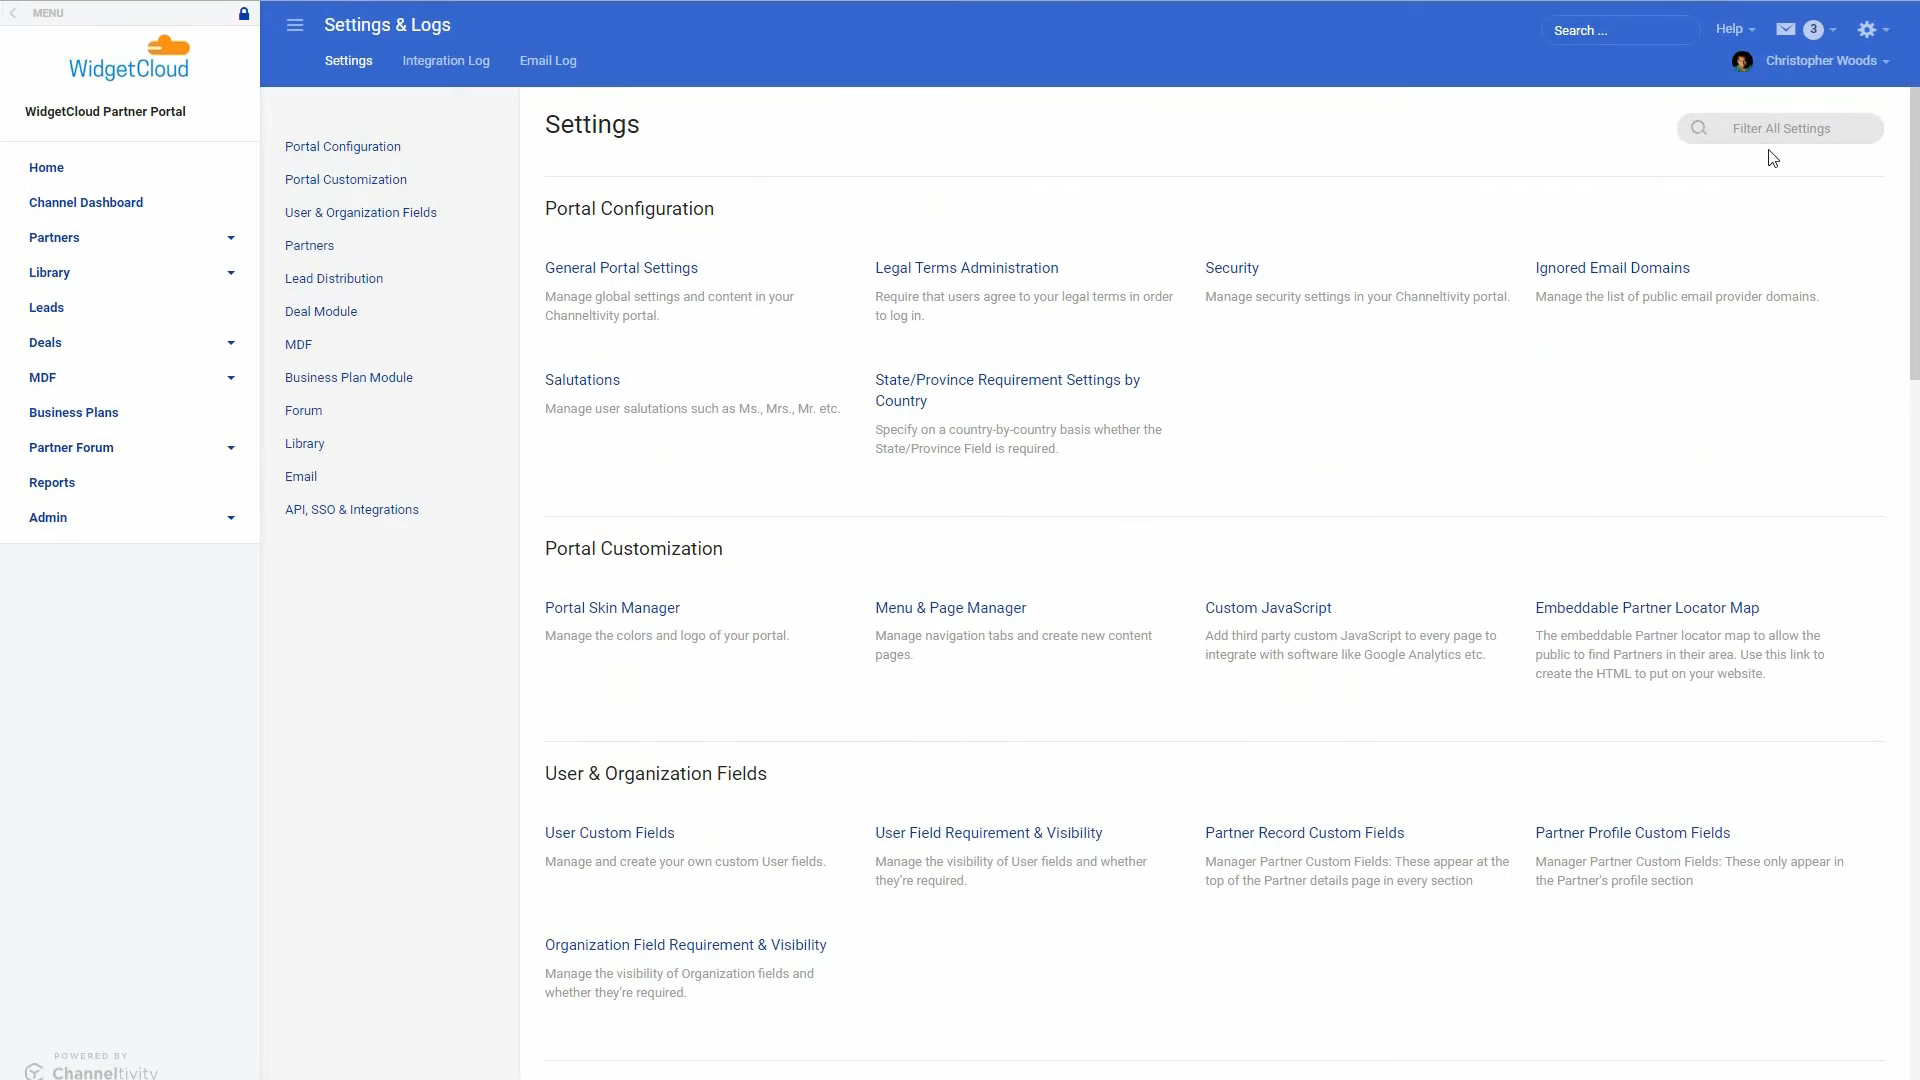 MENU
WidgetCloud
WidgetCloud Partner Portal
Home
Channel Dashboard
Partners
Library
Leads
Deals
MDF
Business Plans
Partner Forum
Reports
Admin
POWERED BY
Channeltivity
Settings & Logs
Settings
Integration Log
Email Log
Search ...
Help
3
Christopher Woods
Portal Configuration
Portal Customization
User & Organization Fields
Partners
Lead Distribution
Deal Module
MDF
Business Plan Module
Forum
Library
Email
API, SSO & Integrations
Settings
Filter All Settings
Portal Configuration
General Portal Settings
Manage global settings and content in your
Channeltivity portal.
Legal Terms Administration
Require that users agree to your legal terms in order
to log in.
Security
Manage security settings in your Channeltivity portal.
Ignored Email Domains
Manage the list of public email provider domains.
Salutations
Manage user salutations such as Ms., Mrs., Mr. etc.
State/Province Requirement Settings by
Country
Specify on a country-by-country basis whether the
State/Province Field is required.
Portal Customization
Portal Skin Manager
Manage the colors and logo of your portal.
Menu & Page Manager
Manage navigation tabs and create new content
pages.
Custom JavaScript
Add third party custom JavaScript to every page to
integrate with software like Google Analytics etc.
Embeddable Partner Locator Map
The embeddable Partner locator map to allow the
public to find Partners in their area. Use this link to
create the HTML to put on your website.
User & Organization Fields
User Custom Fields
Manage and create your own custom User fields.
User Field Requirement & Visibility
Manage the visibility of User fields and whether
they're required.
Partner Record Custom Fields
Manager Partner Custom Fields: These appear at the
top of the Partner details page in every section
Partner Profile Custom Fields
Manager Partner Custom Fields: These only appear in
the Partner's profile section
Organization Field Requirement & Visibility
Manage the visibility of Organization fields and
whether they're required.